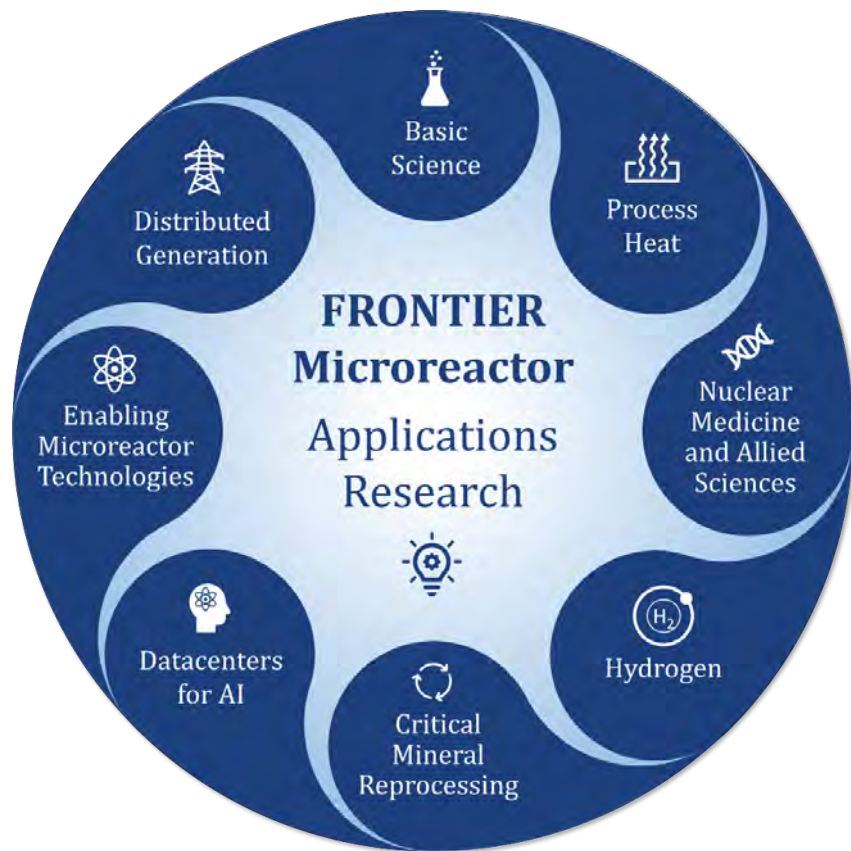 FRONTIER
Microreactor
Applications
Research
Basic
Science
Process
Heat
Nuclear
Medicine
and Allied
Sciences
H₂
Hydrogen
Critical
Mineral
Reprocessing
Datacenters
for AI
Enabling
Microreactor
Technologies
Distributed
Generation